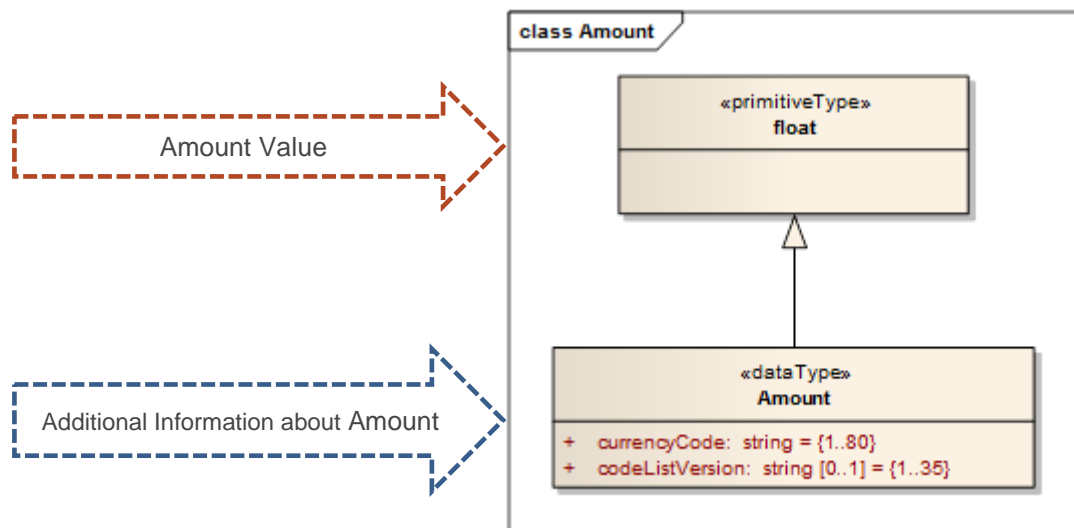 class Amount
«primitiveType»
float
Amount Value
«dataType»
Amount
Additional Information about Amount
+ currencyCode: string = {1..80}
+ codeListVersion: string [0..1] = {1..35}